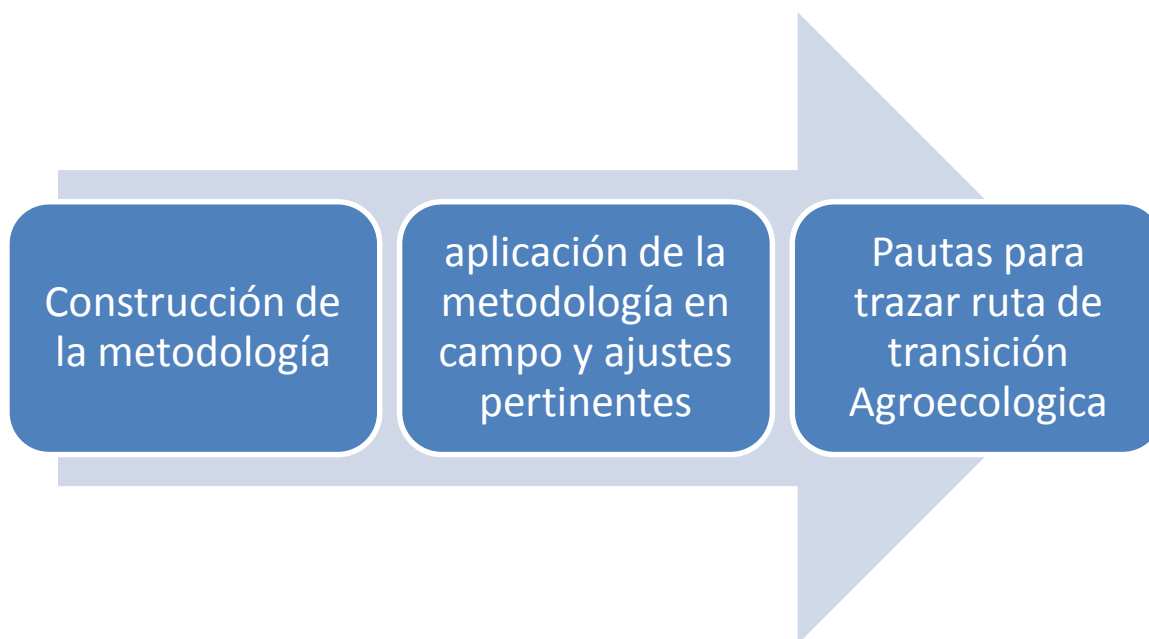 Construcción de
la metodología
aplicación de la
metodología en
campo y ajustes
pertinentes
Pautas para
trazar ruta de
transición
Agroecologica